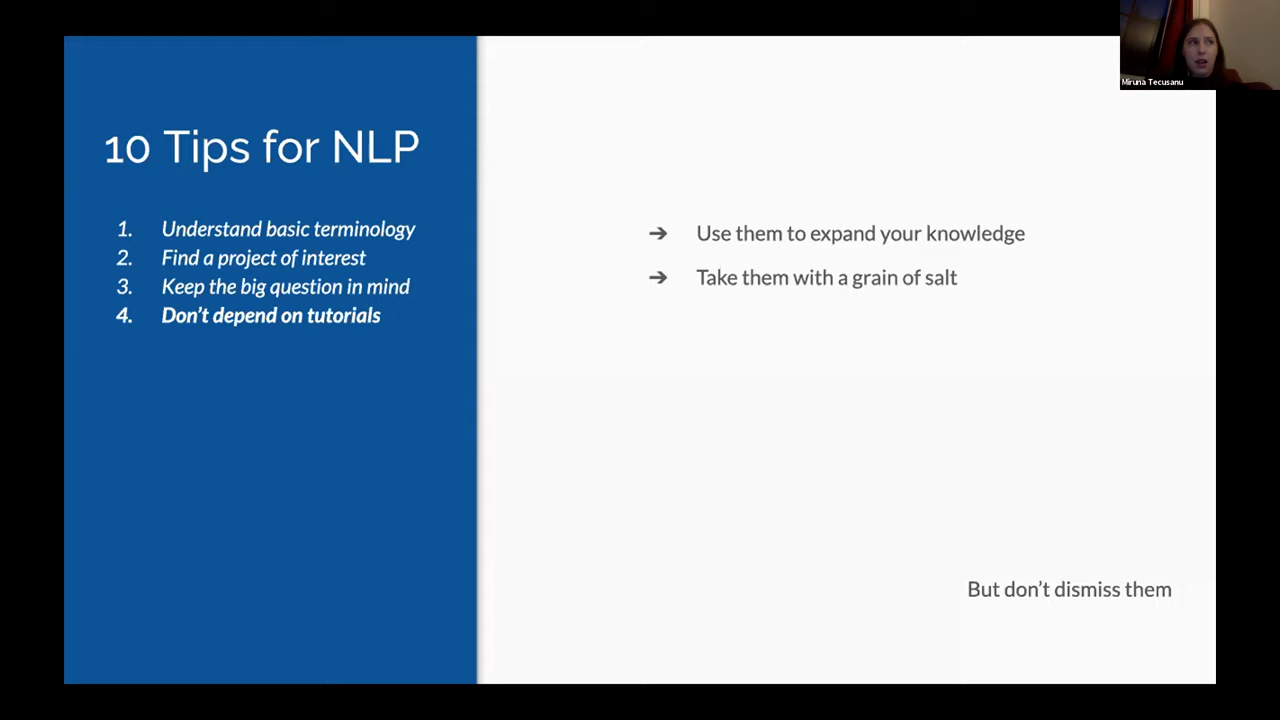 10 Tips for NLP
1. Understand basic terminology
2. Find a project of interest
3. Keep the big question in mind
4. Don't depend on tutorials
➔ Use them to expand your knowledge
➔ Take them with a grain of salt
But don't dismiss them
Miruna Tecusanu